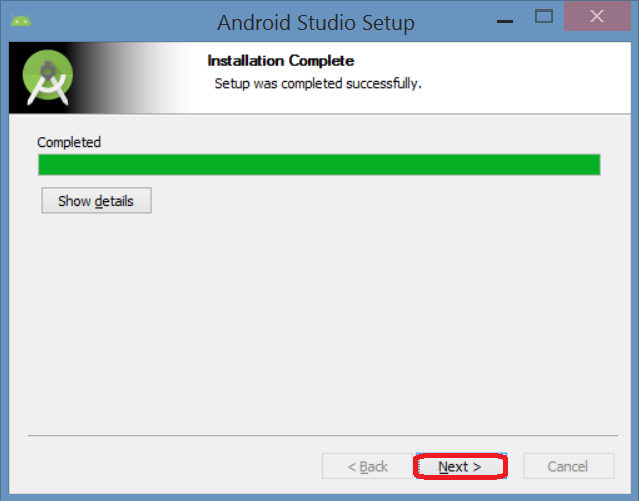 Android Studio Setup
Installation Complete
Setup was completed successfully.
Completed
Show details
< Back
Next >
Cancel